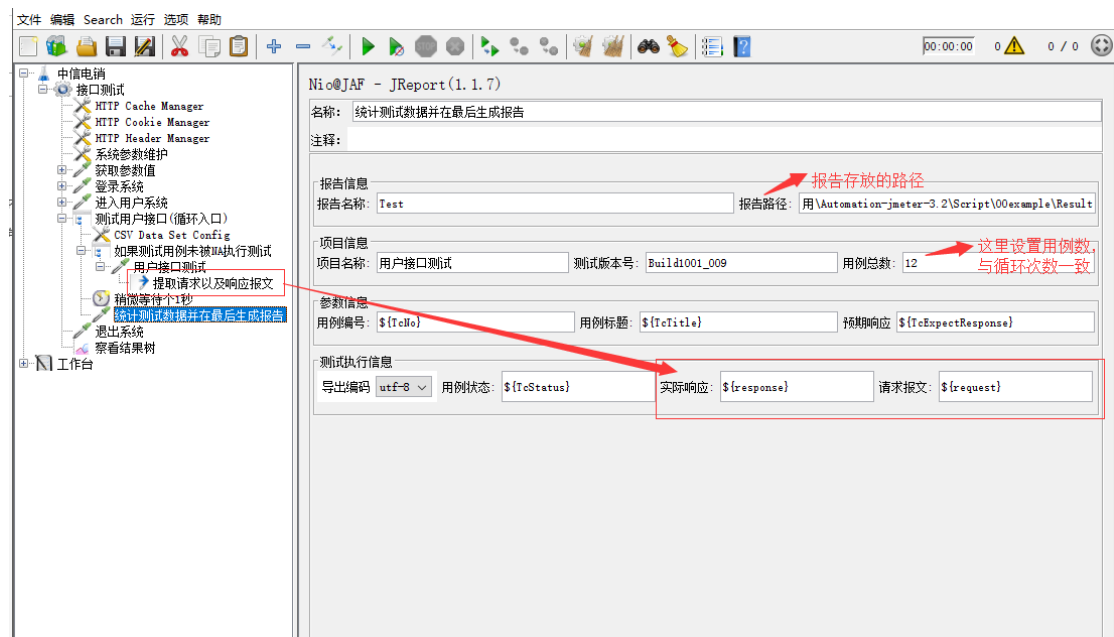 文件 编辑 Search 运行 选项 帮助
00:00:00 0 0 / 0
中信电销
接口测试
HTTP Cache Manager
HTTP Cookie Manager
HTTP Header Manager
系统参数维护
获取参数值
登录系统
进入用户系统
测试用户接口(循环入口)
CSV Data Set Config
如果测试用例未被NA执行测试
用户接口测试
提取请求以及响应报文
稍微等待个1秒
统计测试数据并在最后生成报告
退出系统
察看结果树
工作台
Nio@JAF - JReport(1.1.7)
名称: 统计测试数据并在最后生成报告
注释:
报告信息
报告存放的路径
报告名称: Test 报告路径: 用\Automation-jmeter-3.2\Script\00example\Result
项目信息
这里设置用例数,
与循环次数一致
项目名称: 用户接口测试 测试版本号: Build1001_009 用例总数: 12
参数信息
用例编号: ${TcNo} 用例标题: ${TcTitle} 预期响应 ${TcExpectResponse}
测试执行信息
导出编码 utf-8 用例状态: ${TcStatus} 实际响应: ${response} 请求报文: ${request}